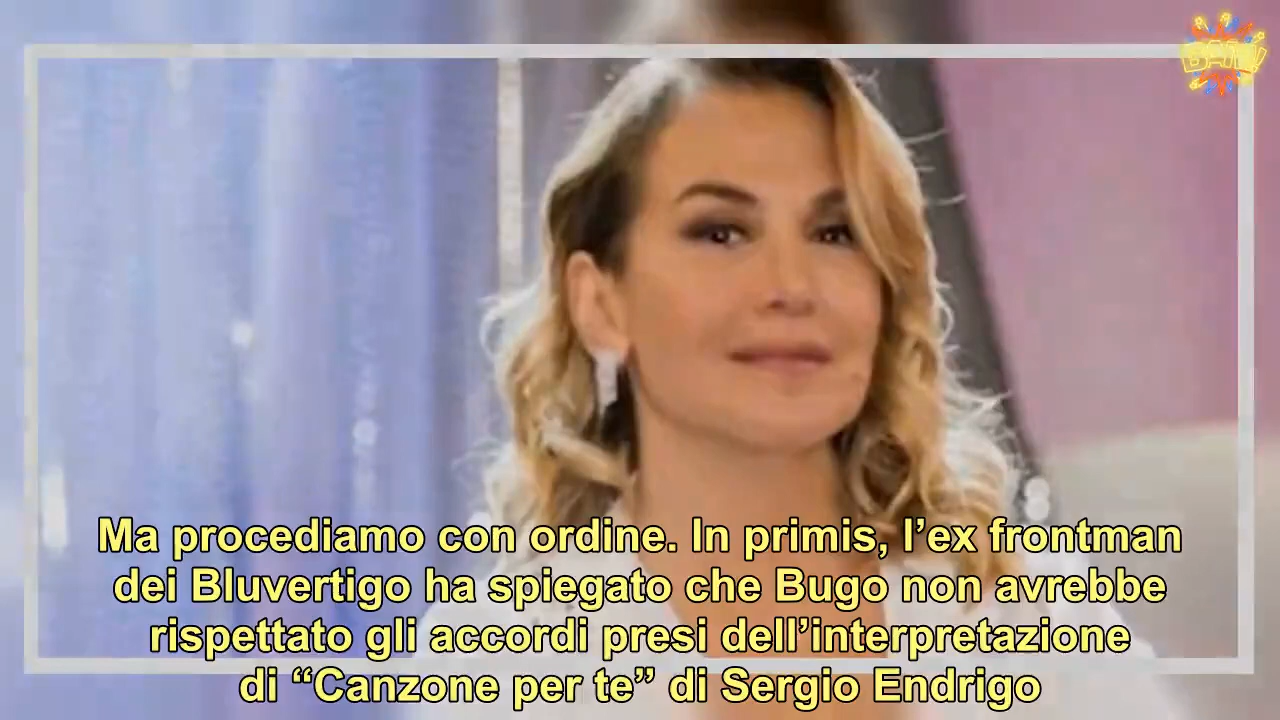 BAM!
Ma procediamo con ordine. In primis, l’ex frontman
dei Bluvertigo ha spiegato che Bugo non avrebbe
rispettato gli accordi presi dell’interpretazione
di “Canzone per te” di Sergio Endrigo